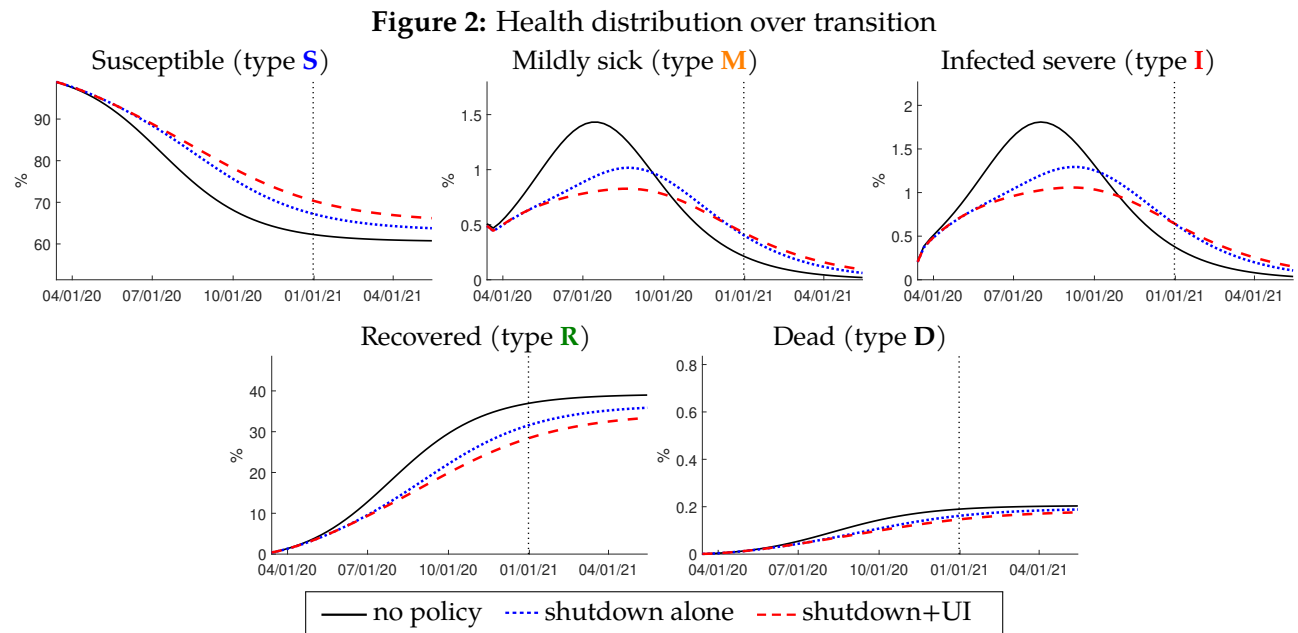 Figure 2: Health distribution over transition
Susceptible (type S)
90
80
70
60
%
04/01/20 07/01/20 10/01/20 01/01/21 04/01/21
Mildly sick (type M)
1.5
1
0.5
0
%
04/01/20 07/01/20 10/01/20 01/01/21 04/01/21
Infected severe (type I)
2
1.5
1
0.5
0
%
04/01/20 07/01/20 10/01/20 01/01/21 04/01/21
Recovered (type R)
40
30
20
10
0
%
04/01/20 07/01/20 10/01/20 01/01/21 04/01/21
Dead (type D)
0.8
0.6
0.4
0.2
0
%
04/01/20 07/01/20 10/01/20 01/01/21 04/01/21
no policy shutdown alone shutdown+UI